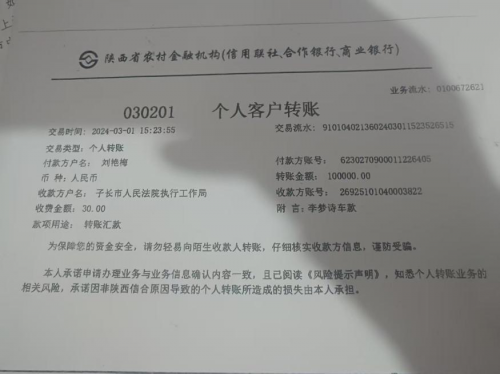 陕西省农村金融机构(信用联社、合作银行、商业银行)
业务流水: 0100672621
030201 个人客户转账
交易时间: 2024-03-01 15:23:55 交易流水: 9101040213602403011523526515
交易类型: 个人转账
付款方户名: 刘艳梅 付款方账号: 6230270900011226405
币 种: 人民币 转账金额: 100000.00
收款方户名: 子长市人民法院执行工作局 收款方账号: 26925101040003822
收费金额: 30.00 附 言: 李梦诗车款
款项用途: 转账汇款
为保障您的资金安全, 请勿轻易向陌生收款人转账, 仔细核实收款方信息, 谨防受骗。
本人承诺申请办理业务与业务信息确认内容一致, 且已阅读《风险提示声明》, 知悉个人转账业务的
相关风险, 承诺因非陕西信合原因导致的个人转账所造成的损失由本人承担。